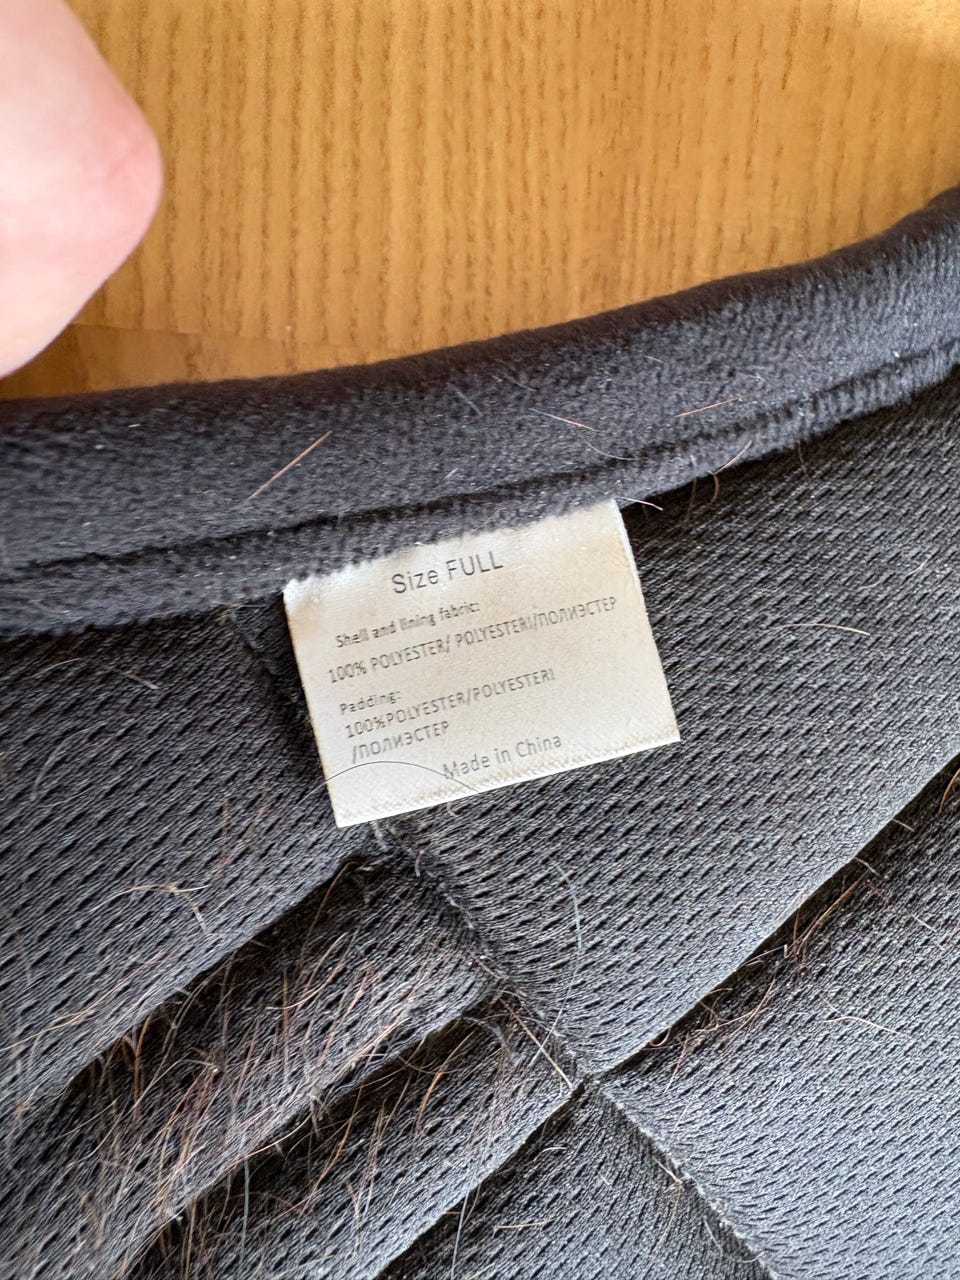 Size FULL
Shell and lining fabric:
100% POLYESTER/ POLYESTERI/ПОЛИЭСТЕР
Padding:
100%POLYESTER/POLYESTERI
/ПОЛИЭСТЕР
Made in China